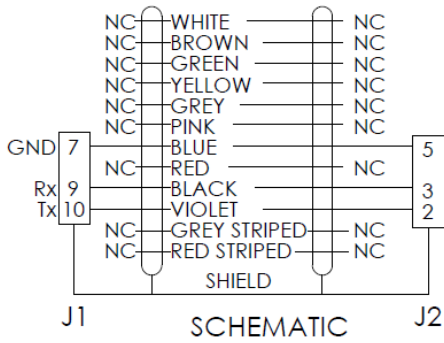 NC WHITE NC
NC BROWN NC
NC GREEN NC
NC YELLOW NC
NC GREY NC
NC PINK NC
GND 7 BLUE 5
NC RED NC
Rx 9 BLACK 3
Tx 10 VIOLET 2
NC GREY STRIPED NC
NC RED STRIPED NC
SHIELD
J1 SCHEMATIC J2